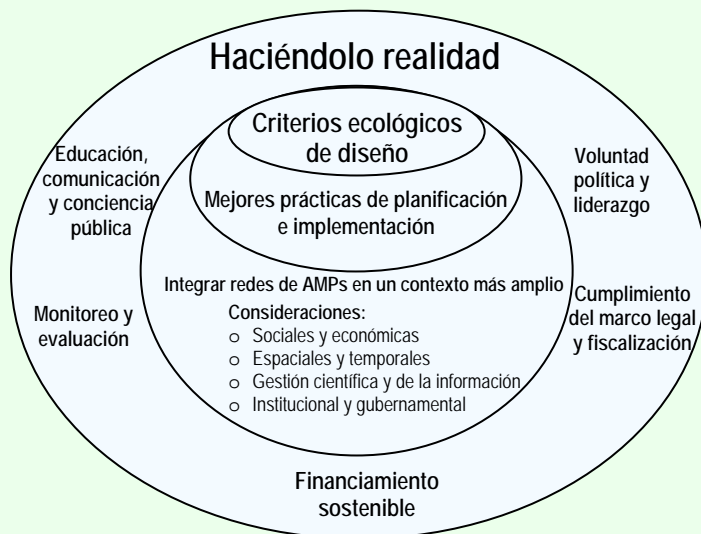 Haciéndolo realidad
Criterios ecológicos
de diseño
Mejores prácticas de planificación
e implementación
Educación,
comunicación
y conciencia
pública
Voluntad
política y
liderazgo
Integrar redes de AMPs en un contexto más amplio
Consideraciones:
o Sociales y económicas
o Espaciales y temporales
o Gestión científica y de la información
o Institucional y gubernamental
Monitoreo y
evaluación
Cumplimiento
del marco legal
y fiscalización
Financiamiento
sostenible